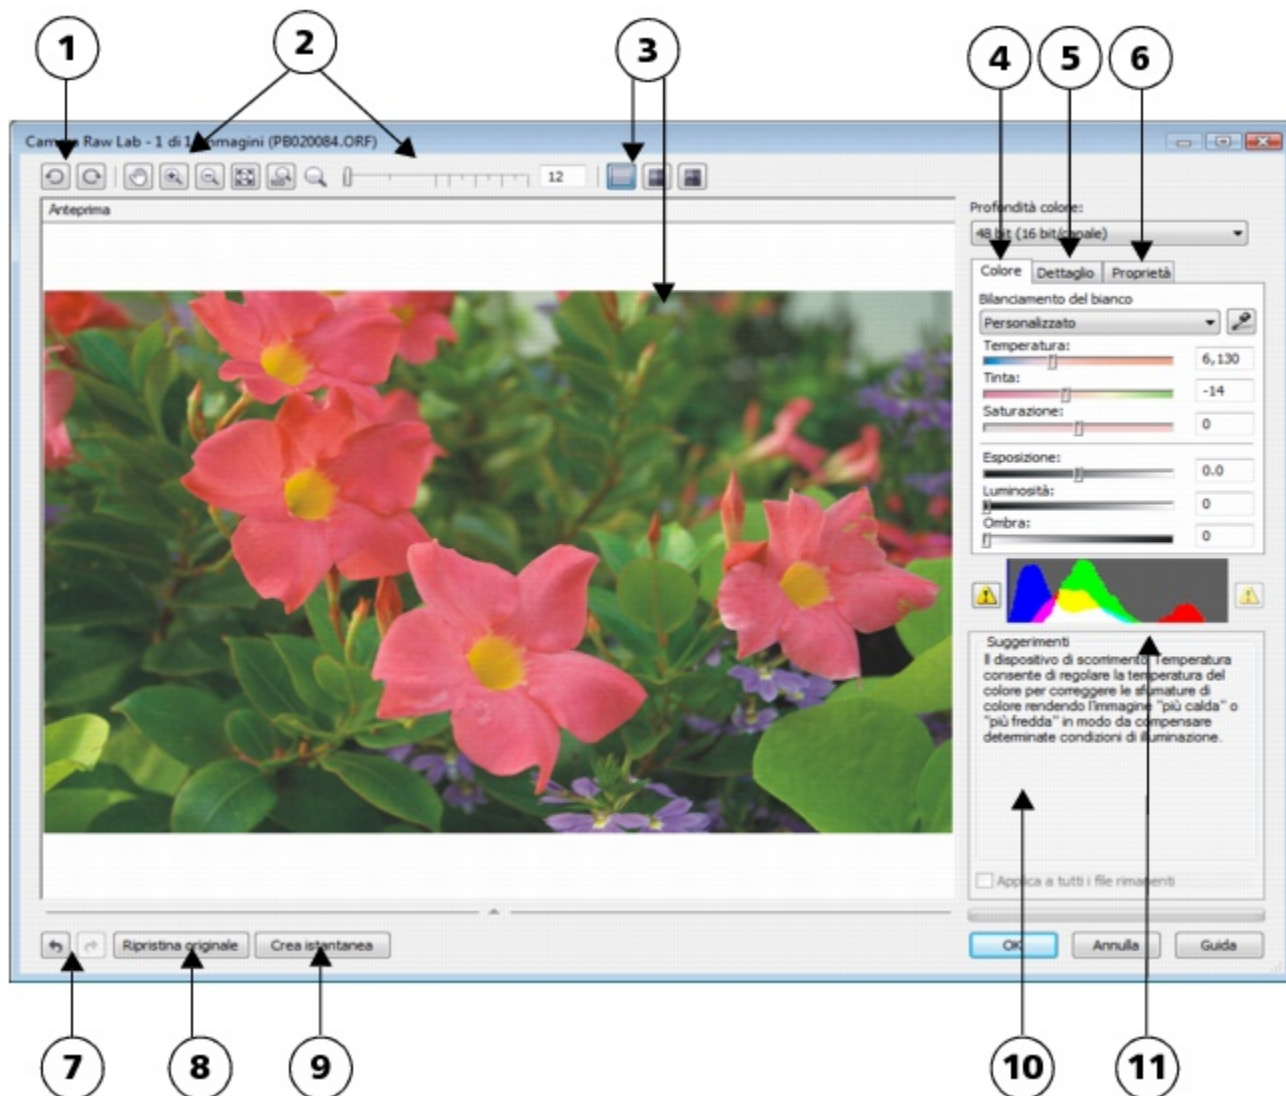 1
2
3
4
5
6
Camera Raw Lab - 1 di 1 immagini (PB020084.ORF)
12
Anteprima
Profondità colore:
48 bit (16 bit/canale)
Colore Dettaglio Proprietà
Bilanciamento del bianco
Personalizzato
Temperatura:
6,130
Tinta:
-14
Saturazione:
0
Esposizione:
0.0
Luminosità:
0
Ombra:
0
Suggerimenti
Il dispositivo di scorrimento Temperatura
consente di regolare la temperatura del
colore per correggere le sfumature di
colore rendendo l'immagine "più calda" o
"più fredda" in modo da compensare
determinate condizioni di illuminazione.
Applica a tutti i file rimanenti
Ripristina originale
Crea istantanea
OK
Annulla
Guida
7
8
9
10
11